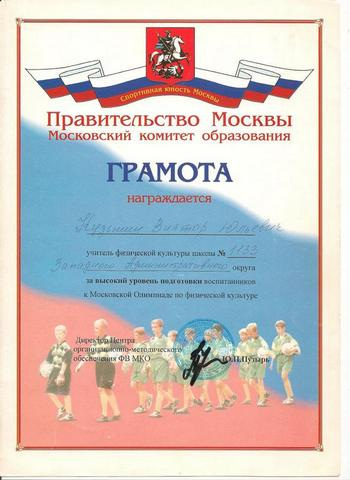 Спортивная юность Москвы
Правительство Москвы
Московский комитет образования
ГРАМОТА
награждается
Кузьмин Виктор Юльевич
учитель физической культуры школы № 1133
Западного Административного округа
за высокий уровень подготовки воспитанников
к Московской Олимпиаде по физической культуре
Директор Центра
организационно-методического
обеспечения ФВ МКО
Ю.П.Пузырь